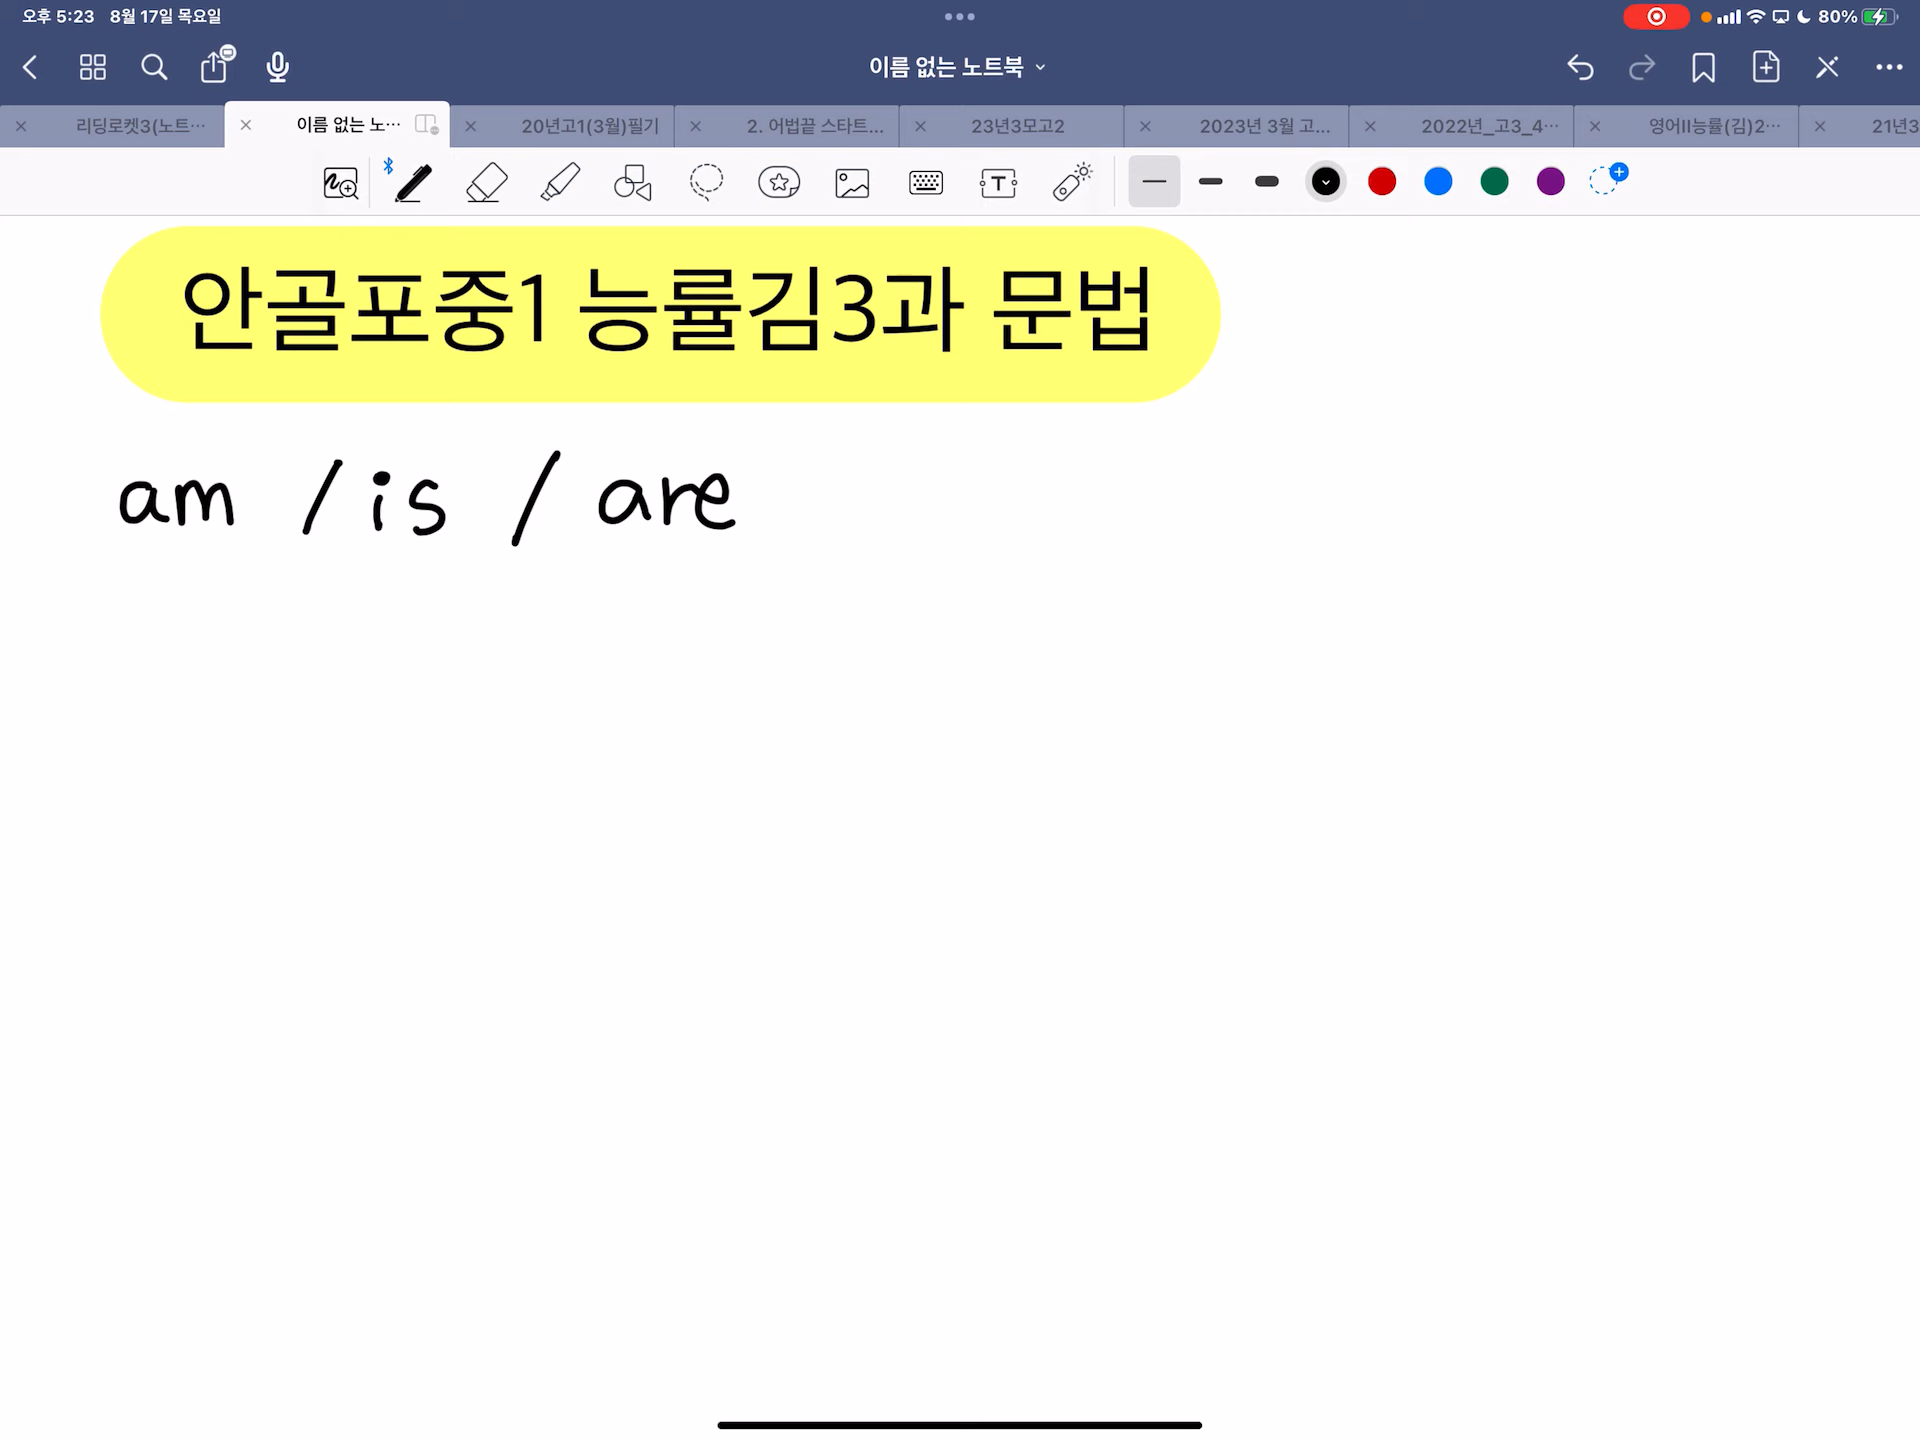 오후 5:23 8월 17일 목요일
80%
이름 없는 노트북
리딩로켓3(노트…
이름 없는 노…
20년고1(3월)필기
2. 어법끝 스타트...
23년3모고2
2023년 3월 고...
2022년_고3_4…
영어II능률(김)2…
21년3
T
안골포중1 능률김3과 문법
am / is / are